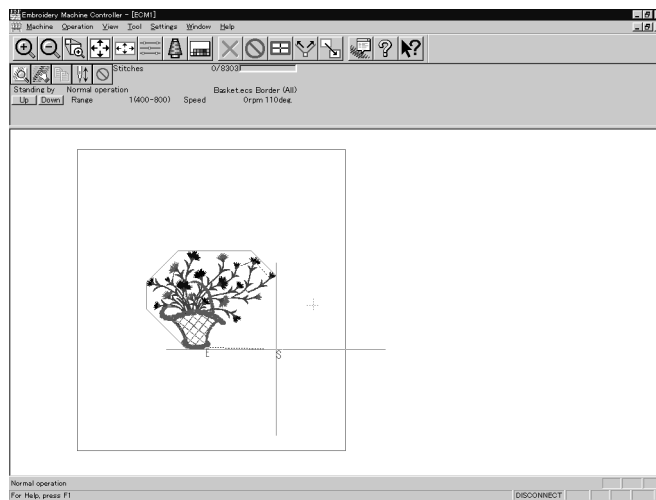 Embroidery Machine Controller - [ECM1]
Machine Operation View Tool Settings Window Help
Stitches 0/8303
Standing by Normal operation Basket.ecs Border (All)
Up Down Range 1(400-800) Speed 0rpm 110deg.
E S
Normal operation
For Help, press F1 DISCONNECT